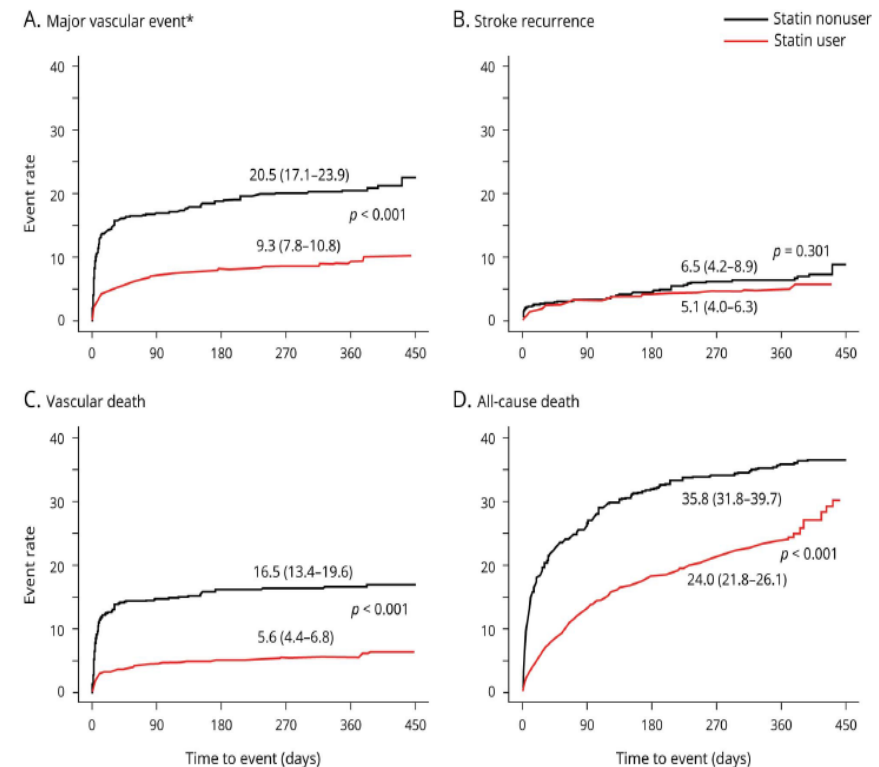 A. Major vascular event*
B. Stroke recurrence
Statin nonuser
Statin user
Event rate
40
30
20
10
0
20.5 (17.1–23.9)
p < 0.001
9.3 (7.8–10.8)
0 90 180 270 360 450
40
30
20
10
0
p = 0.301
6.5 (4.2–8.9)
5.1 (4.0–6.3)
0 90 180 270 360 450
C. Vascular death
D. All-cause death
Event rate
40
30
20
10
0
16.5 (13.4–19.6)
p < 0.001
5.6 (4.4–6.8)
0 90 180 270 360 450
Time to event (days)
40
30
20
10
0
35.8 (31.8–39.7)
p < 0.001
24.0 (21.8–26.1)
0 90 180 270 360 450
Time to event (days)